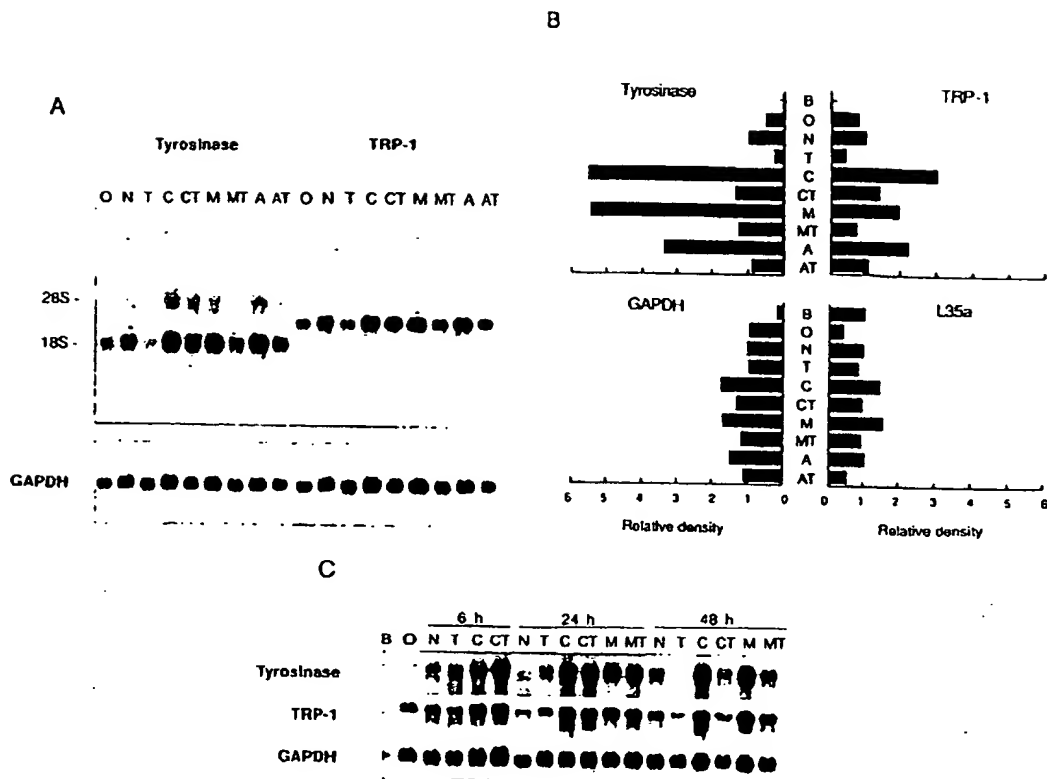 A
Tyrosinase TRP-1
O N T C CT M MT A AT O N T C CT M MT A AT
28S -
18S -
GAPDH
B
Tyrosinase B TRP-1
O
N
T
C
CT
M
MT
A
AT
GAPDH B L35a
O
N
T
C
CT
M
MT
A
AT
6 5 4 3 2 1 0 0 1 2 3 4 5 6
Relative density Relative density
C
6 h 24 h 48 h
B O N T C CT N T C CT M MT N T C CT M MT
Tyrosinase
TRP-1
GAPDH